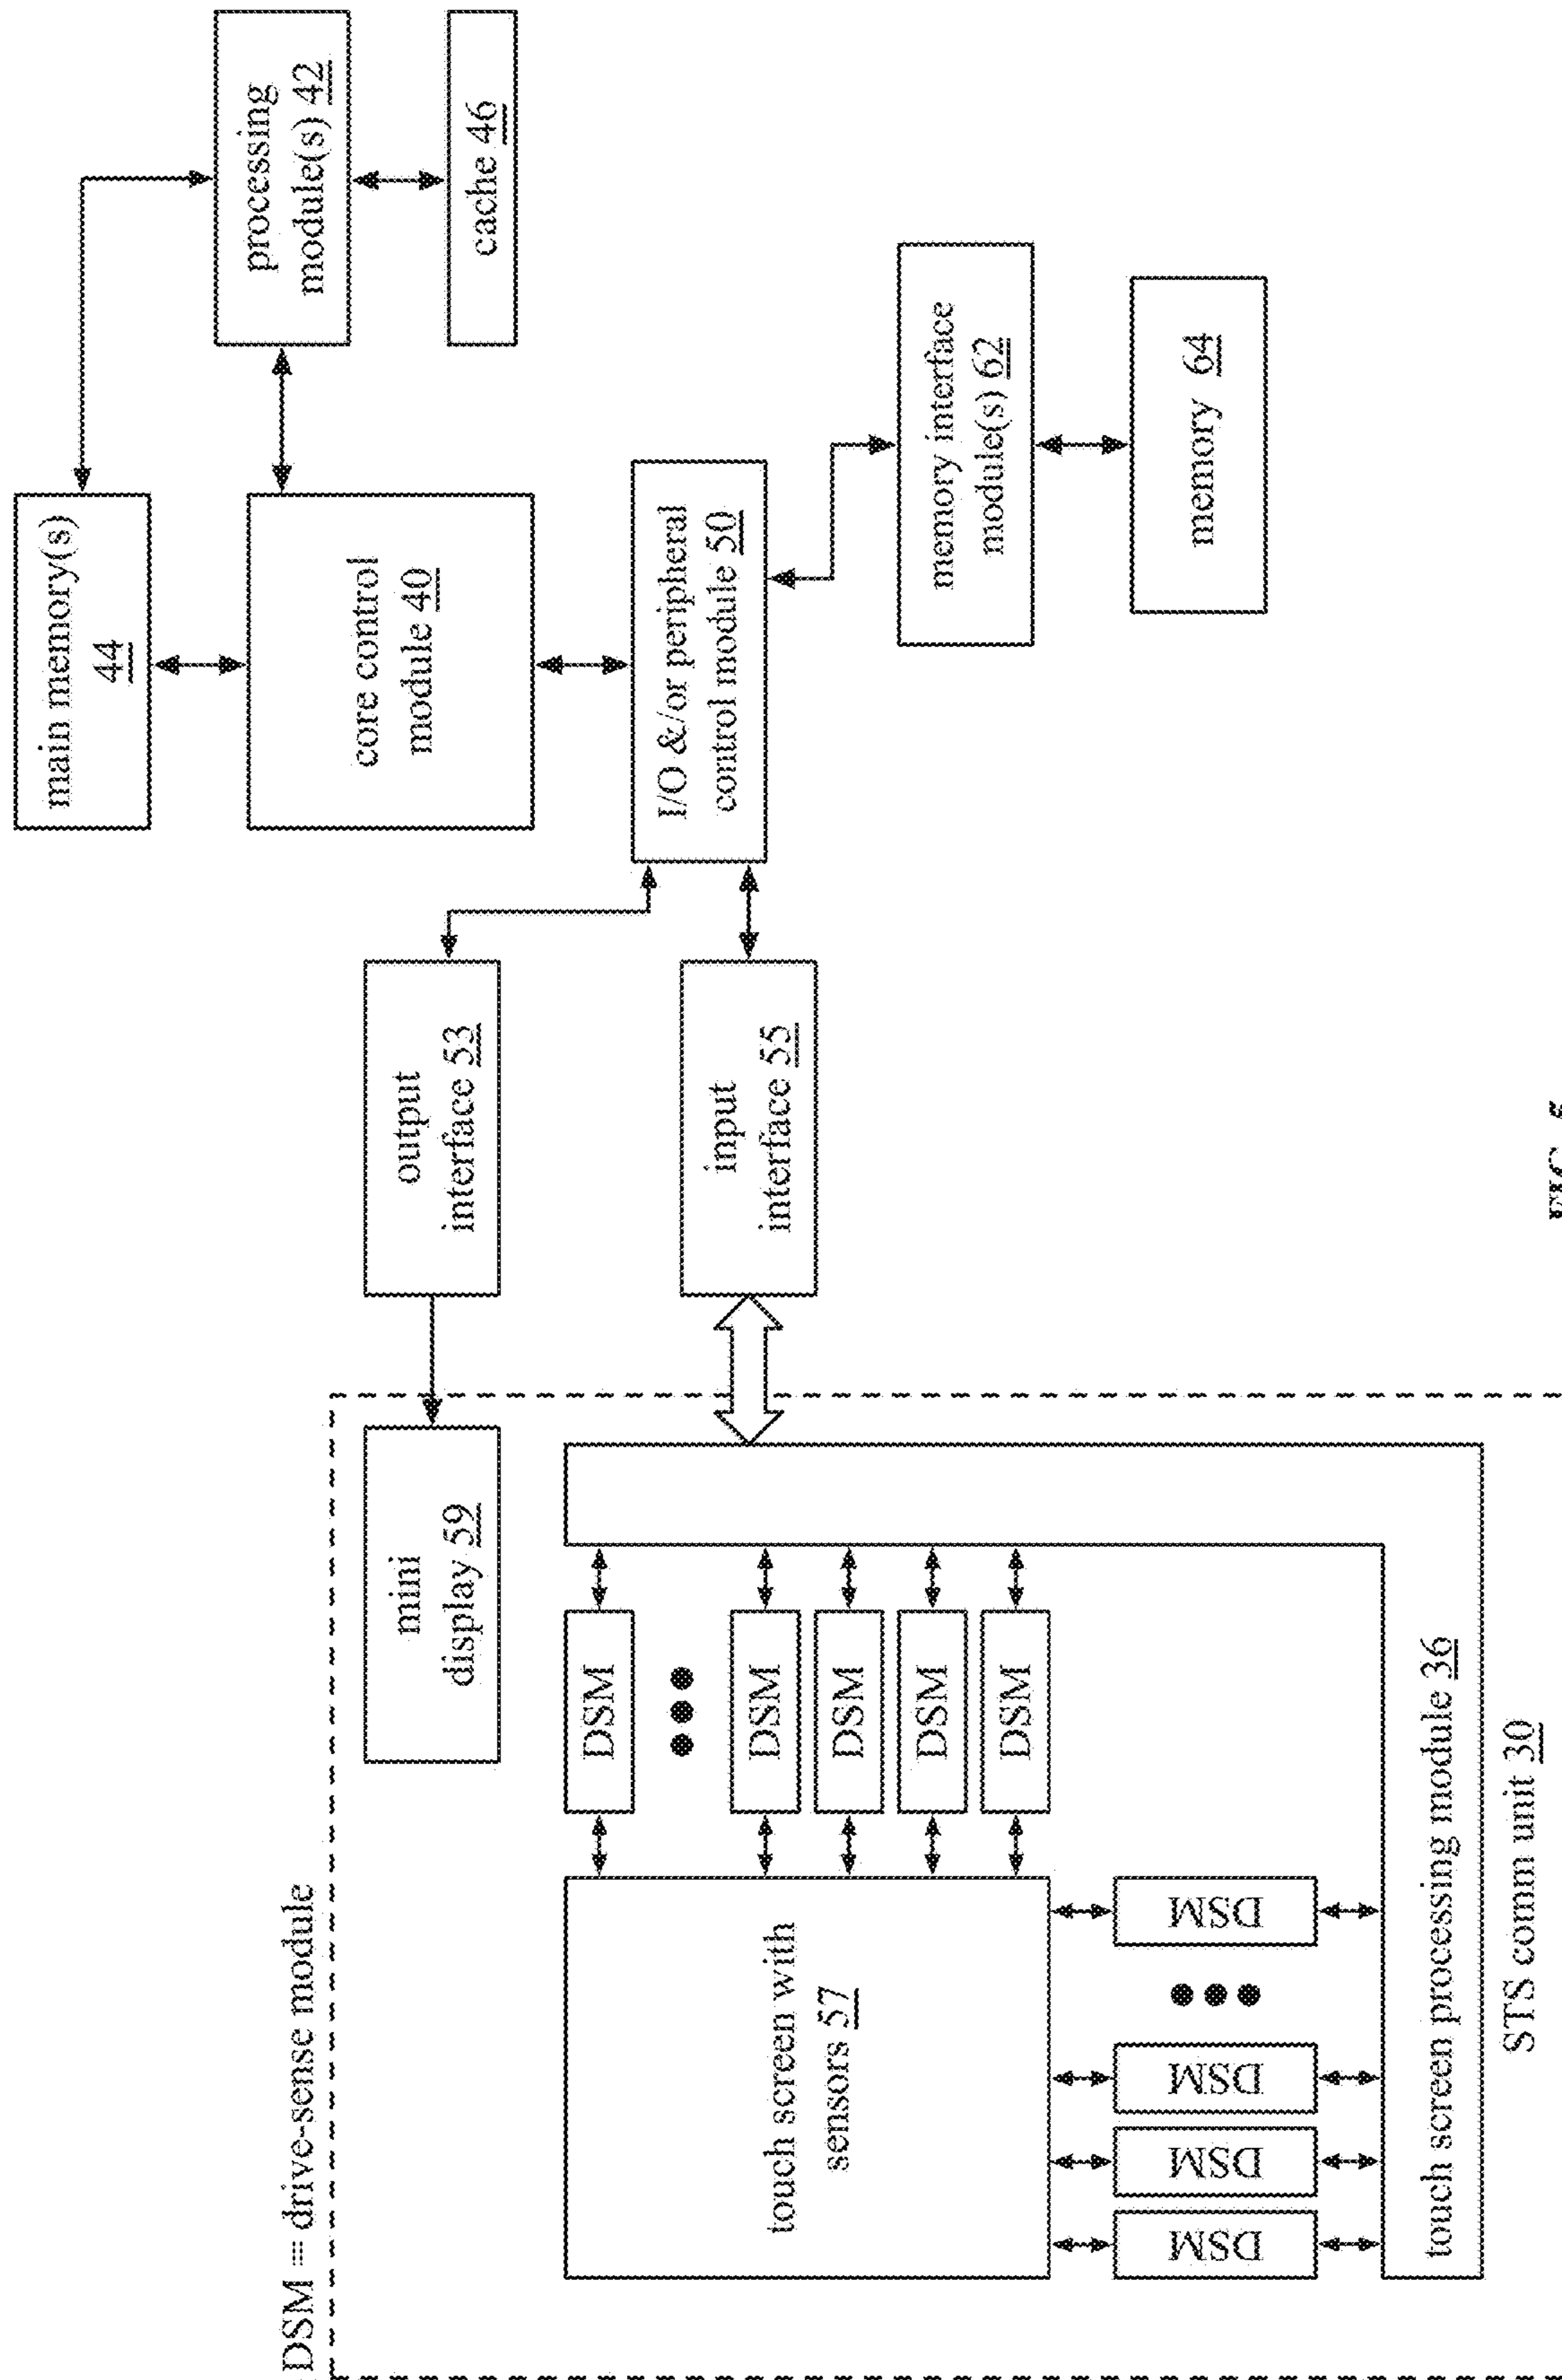 DSM = drive-sense module
mini
display 59
output
interface 53
main memory(s)
44
core control
module 40
processing
module(s) 42
cache 46
I/O &/or peripheral
control module 50
input
interface 55
memory interface
module(s) 62
memory 64
touch screen with
sensors 57
DSM
DSM
DSM
DSM
DSM
DSM
DSM
DSM
DSM
touch screen processing module 36
STS comm unit 30